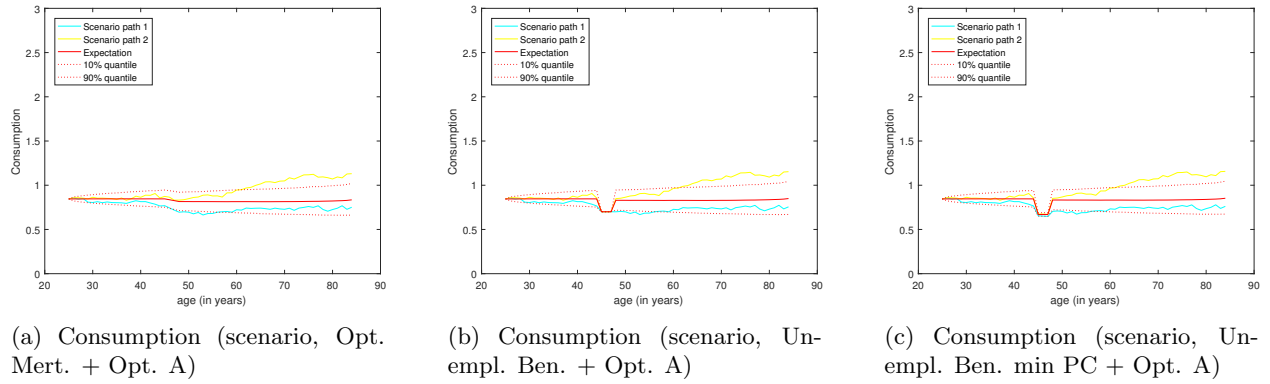 3
2.5
2
1.5
1
0.5
0
Consumption
Scenario path 1
Scenario path 2
Expectation
10% quantile
90% quantile
20 30 40 50 60 70 80 90
age (in years)
(a) Consumption (scenario, Opt.
Mert. + Opt. A)
3
2.5
2
1.5
1
0.5
0
Consumption
Scenario path 1
Scenario path 2
Expectation
10% quantile
90% quantile
20 30 40 50 60 70 80 90
age (in years)
(b) Consumption (scenario, Un-
empl. Ben. + Opt. A)
3
2.5
2
1.5
1
0.5
0
Consumption
Scenario path 1
Scenario path 2
Expectation
10% quantile
90% quantile
20 30 40 50 60 70 80 90
age (in years)
(c) Consumption (scenario, Un-
empl. Ben. min PC + Opt. A)